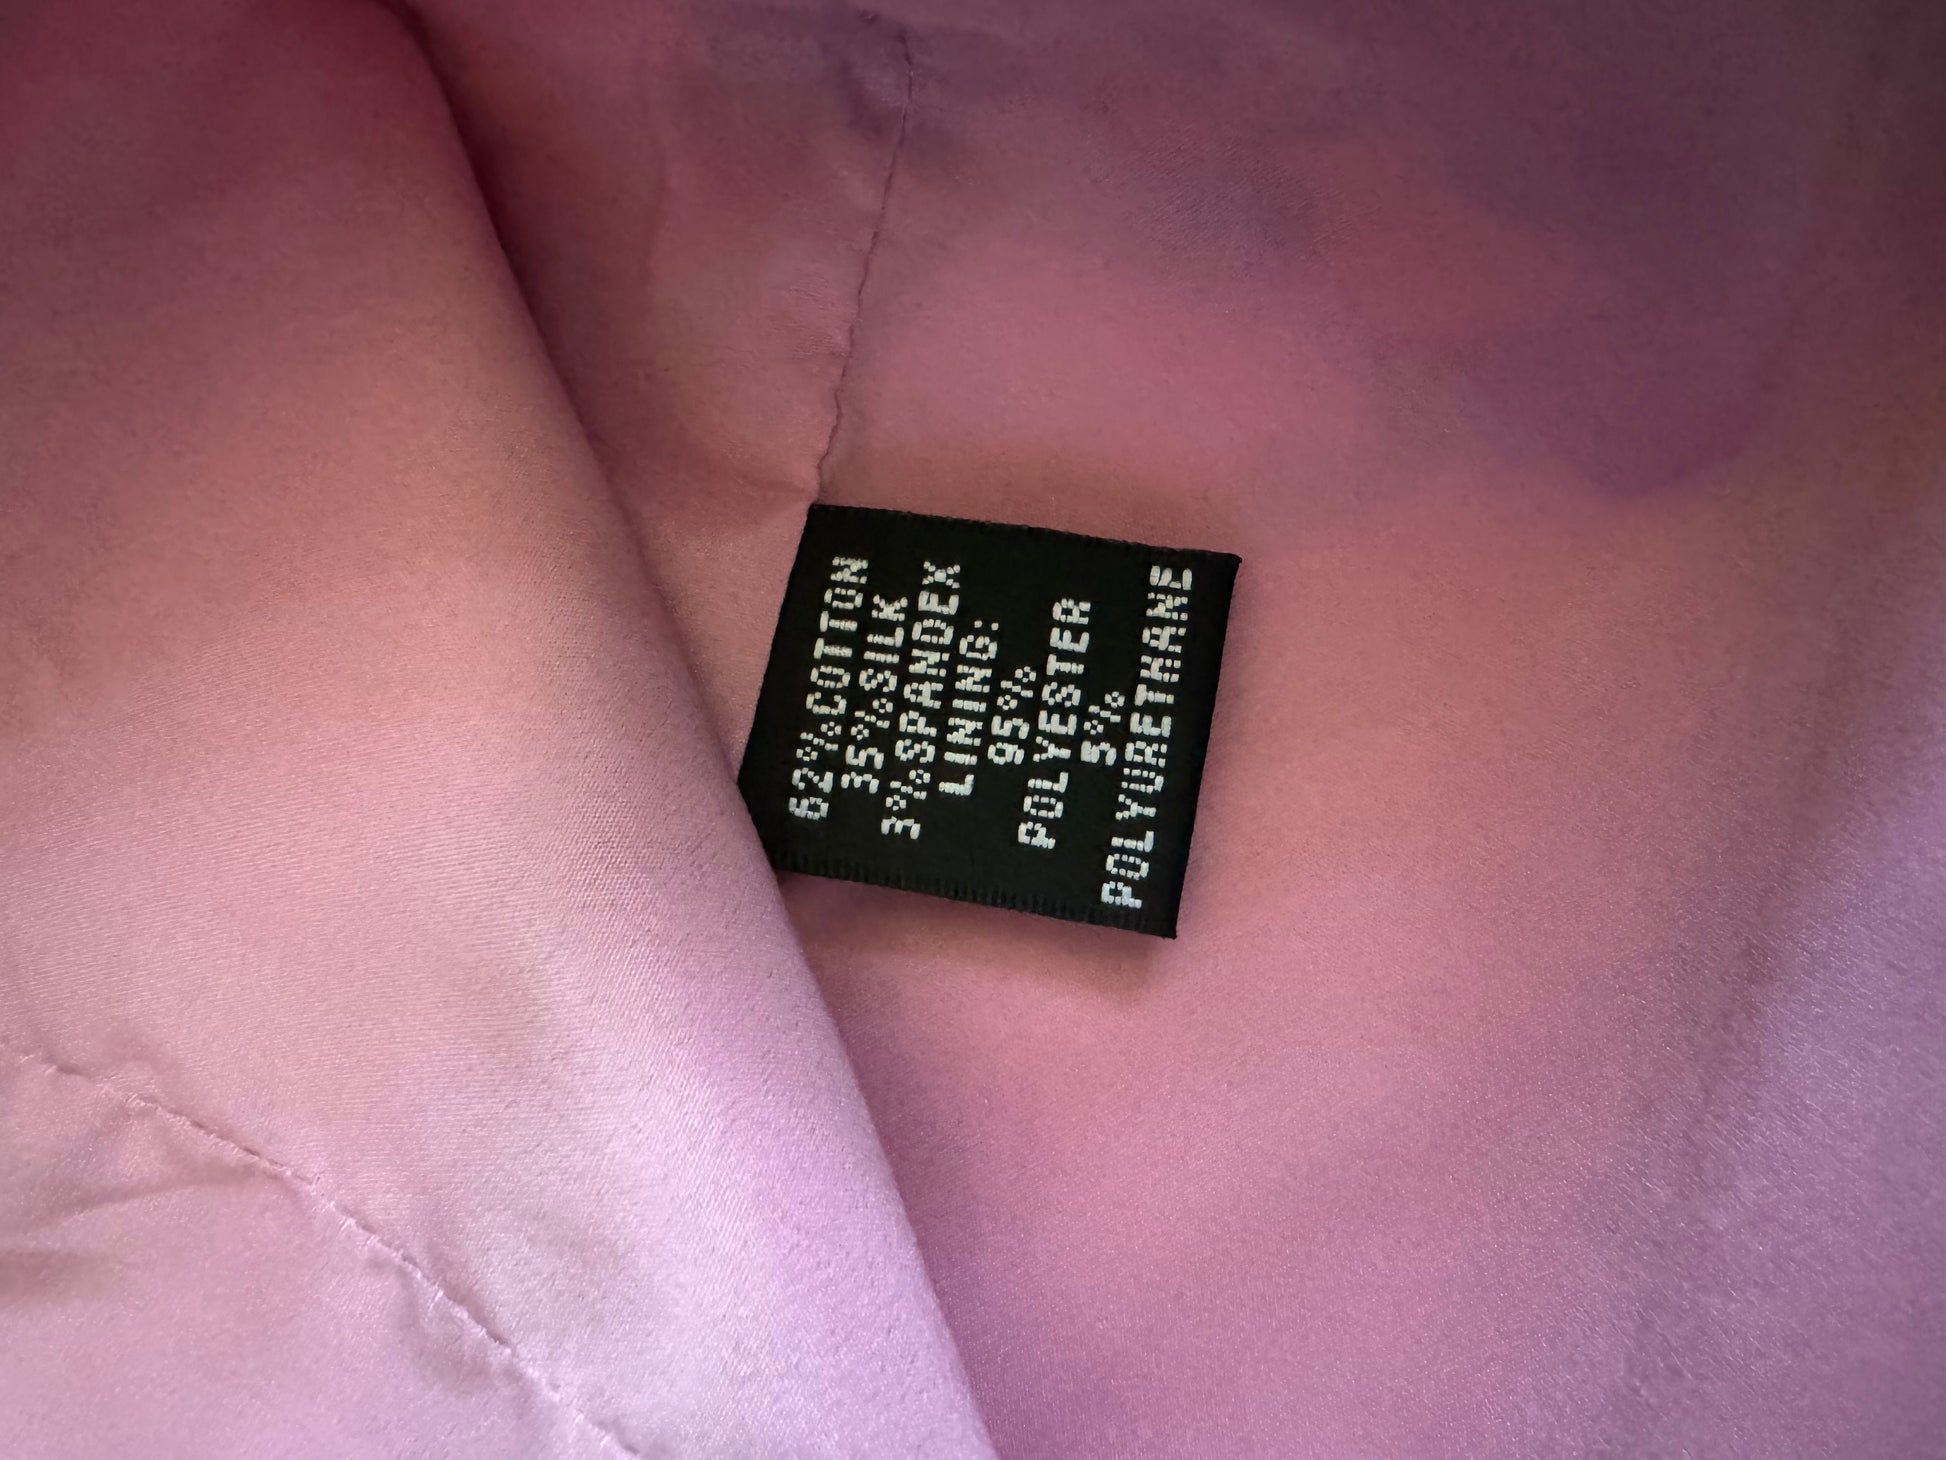 62%COTTON
35%SILK
3%SPANDEX
LINING:
95%
POLYESTER
5%
POLYURETHANE